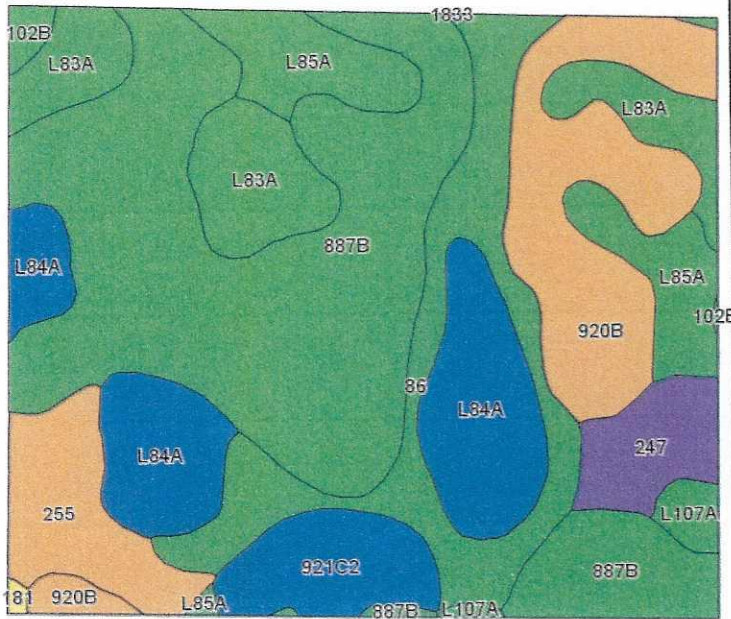 1833
102B
L83A
L85A
L83A
L83A
887B
L84A
L85A
102B
920B
86
L84A
L84A
247
255
L107A
921C2
887B
181
920B
L85A
887B
L107A